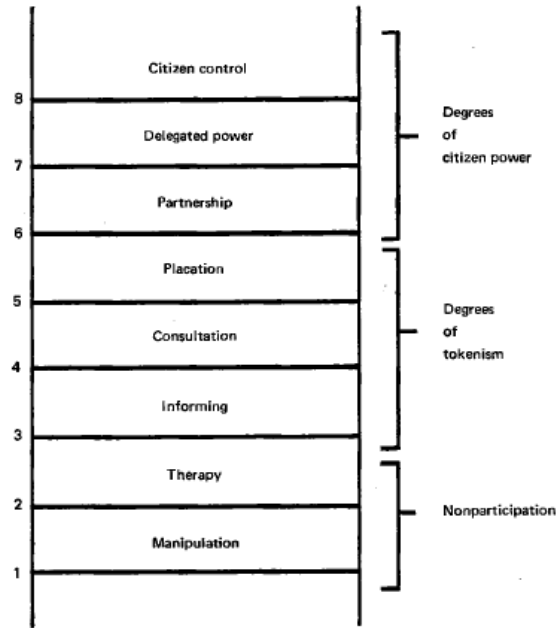 Citizen control
8
Delegated power
7
Partnership
6
Placation
5
Consultation
4
Informing
3
Therapy
2
Manipulation
1
Degrees
of
citizen power
Degrees
of
tokenism
Nonparticipation